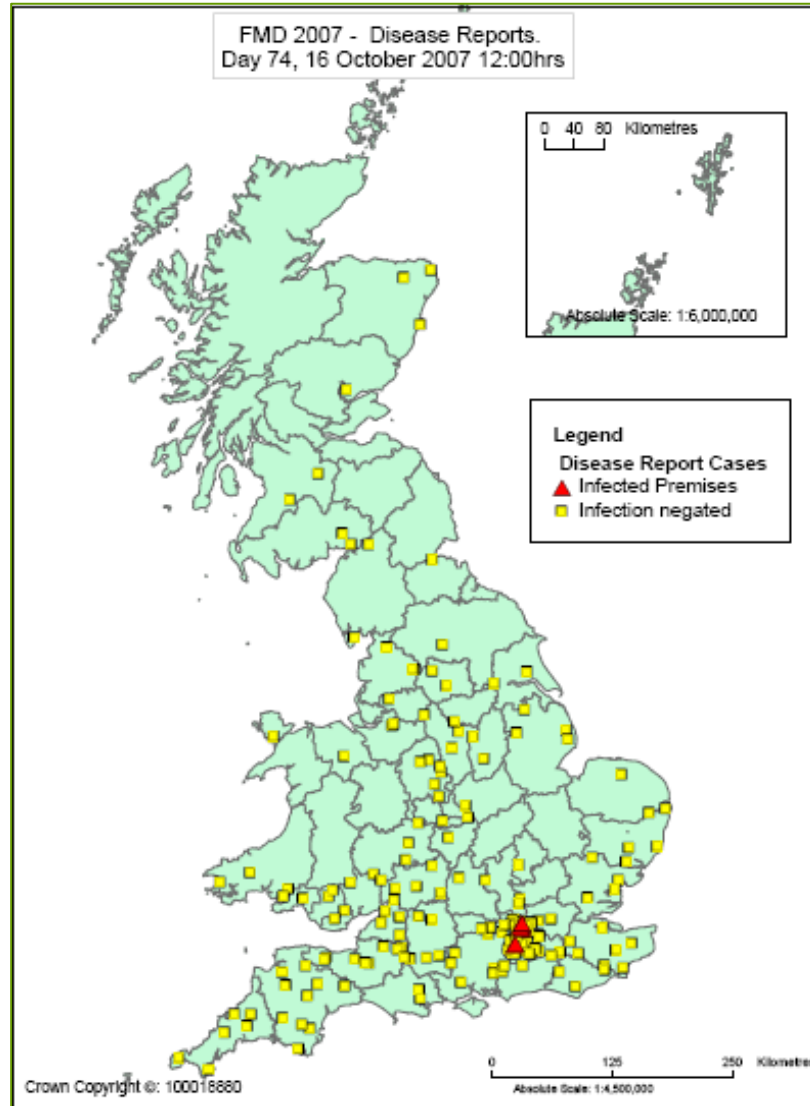 FMD 2007 - Disease Reports.
Day 74, 16 October 2007 12:00hrs
0 40 80 Kilometres
Absolute Scale: 1:6,000,000
Legend
Disease Report Cases
Infected Premises
Infection negated
0 125 250 Kilometres
Absolute Scale: 1:4,500,000
Crown Copyright ©: 100018880